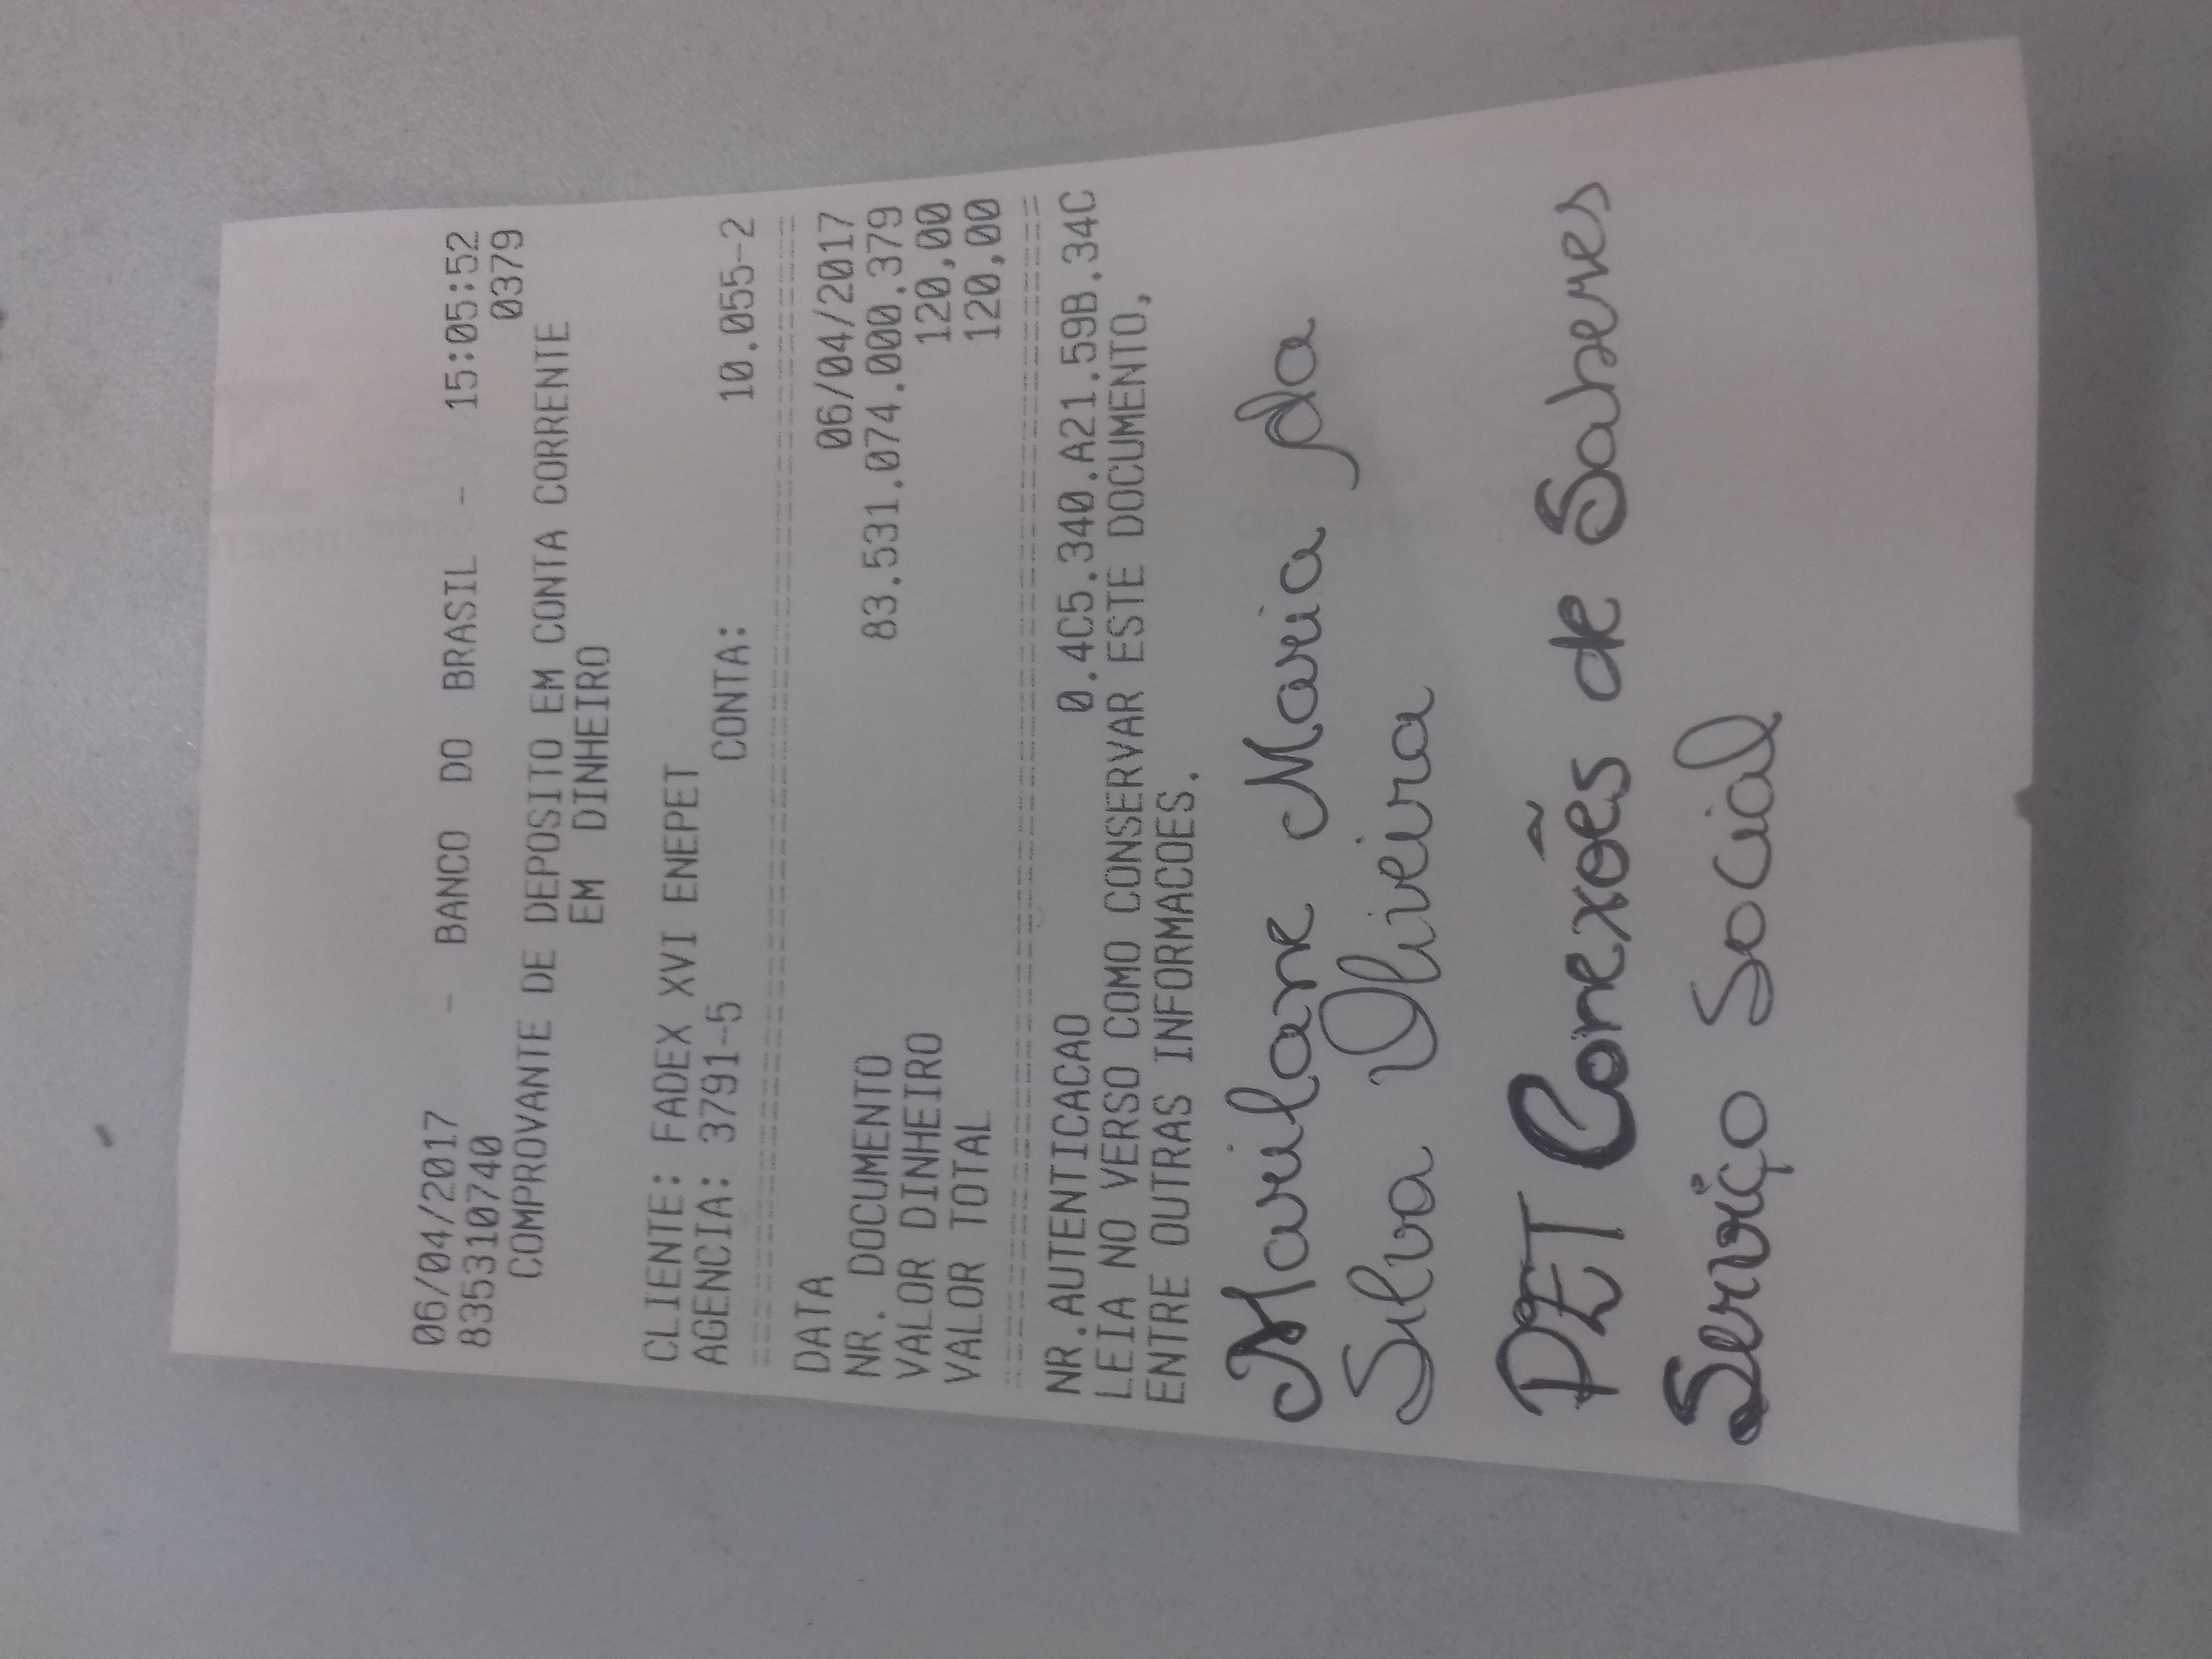 06/04/2017 - BANCO DO BRASIL - 15:05:52
835310740 0379
COMPROVANTE DE DEPOSITO EM CONTA CORRENTE
EM DINHEIRO
CLIENTE: FADEX XVI ENEPET
AGENCIA: 3791-5 CONTA: 10.055-2
DATA 06/04/2017
NR. DOCUMENTO 83.531.074.000.379
VALOR DINHEIRO 120,00
VALOR TOTAL 120,00
NR.AUTENTICACAO 0.4C5.340.A21.59B.34C
LEIA NO VERSO COMO CONSERVAR ESTE DOCUMENTO,
ENTRE OUTRAS INFORMACOES.
Marilane Maria da
Silva Oliveira
PET Conexões de Saberes
Serviço Social